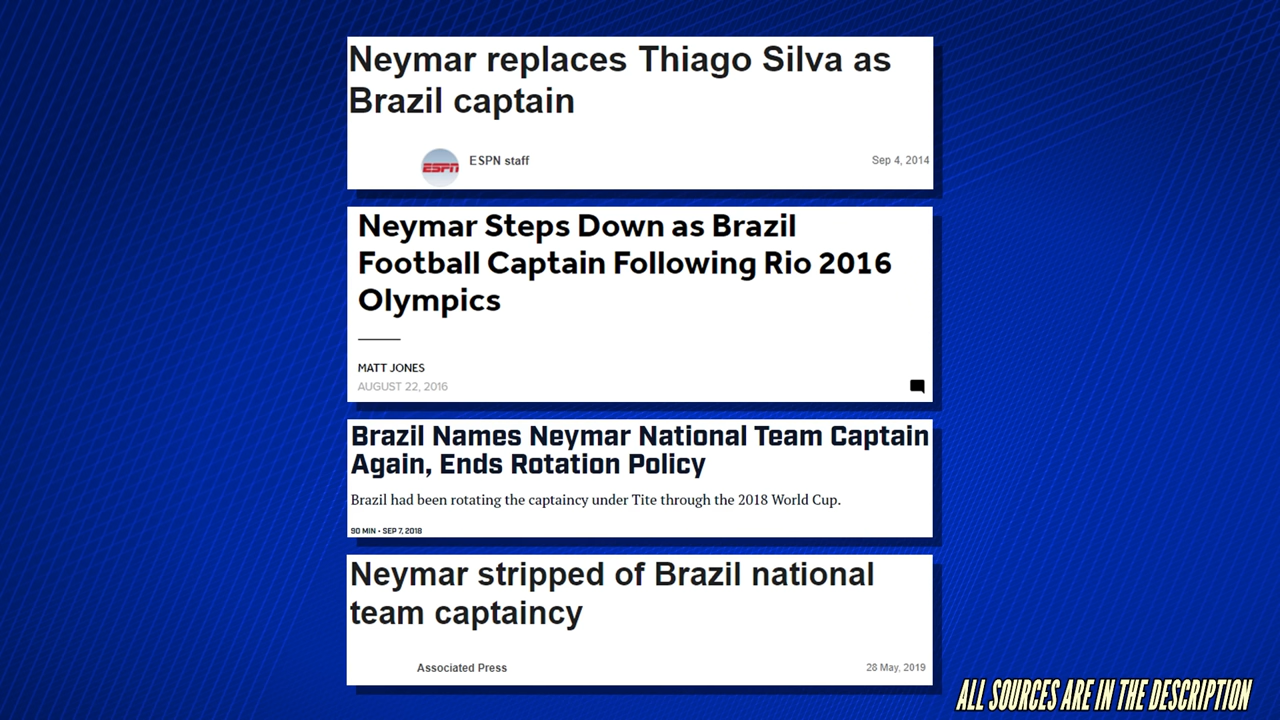 Neymar replaces Thiago Silva as
Brazil captain
ESPN
ESPN staff
Sep 4, 2014
Neymar Steps Down as Brazil
Football Captain Following Rio 2016
Olympics
MATT JONES
AUGUST 22, 2016
Brazil Names Neymar National Team Captain
Again, Ends Rotation Policy
Brazil had been rotating the captaincy under Tite through the 2018 World Cup.
90 MIN • SEP 7, 2018
Neymar stripped of Brazil national
team captaincy
Associated Press
28 May, 2019
ALL SOURCES ARE IN THE DESCRIPTION